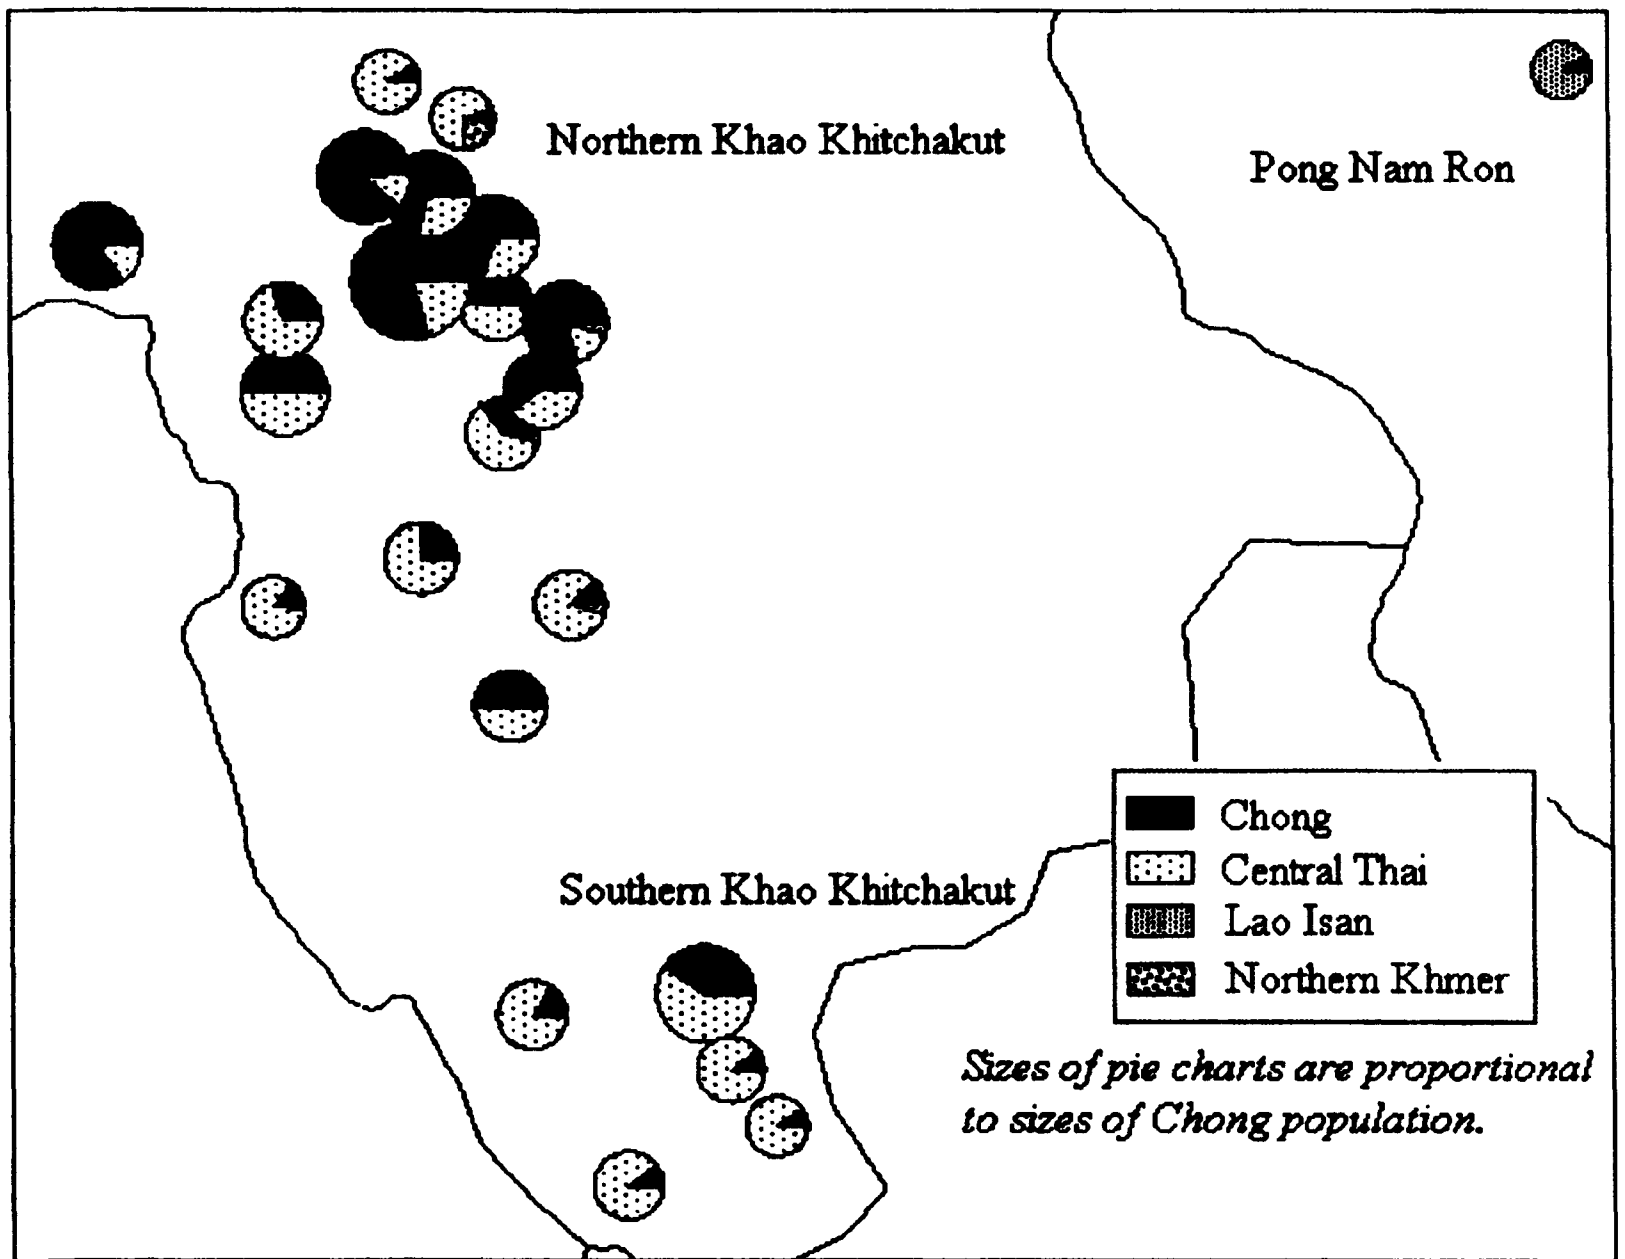 Northern Khao Khitchakut
Pong Nam Ron
Southern Khao Khitchakut
Chong
Central Thai
Lao Isan
Northern Khmer
Sizes of pie charts are proportional
to sizes of Chong population.